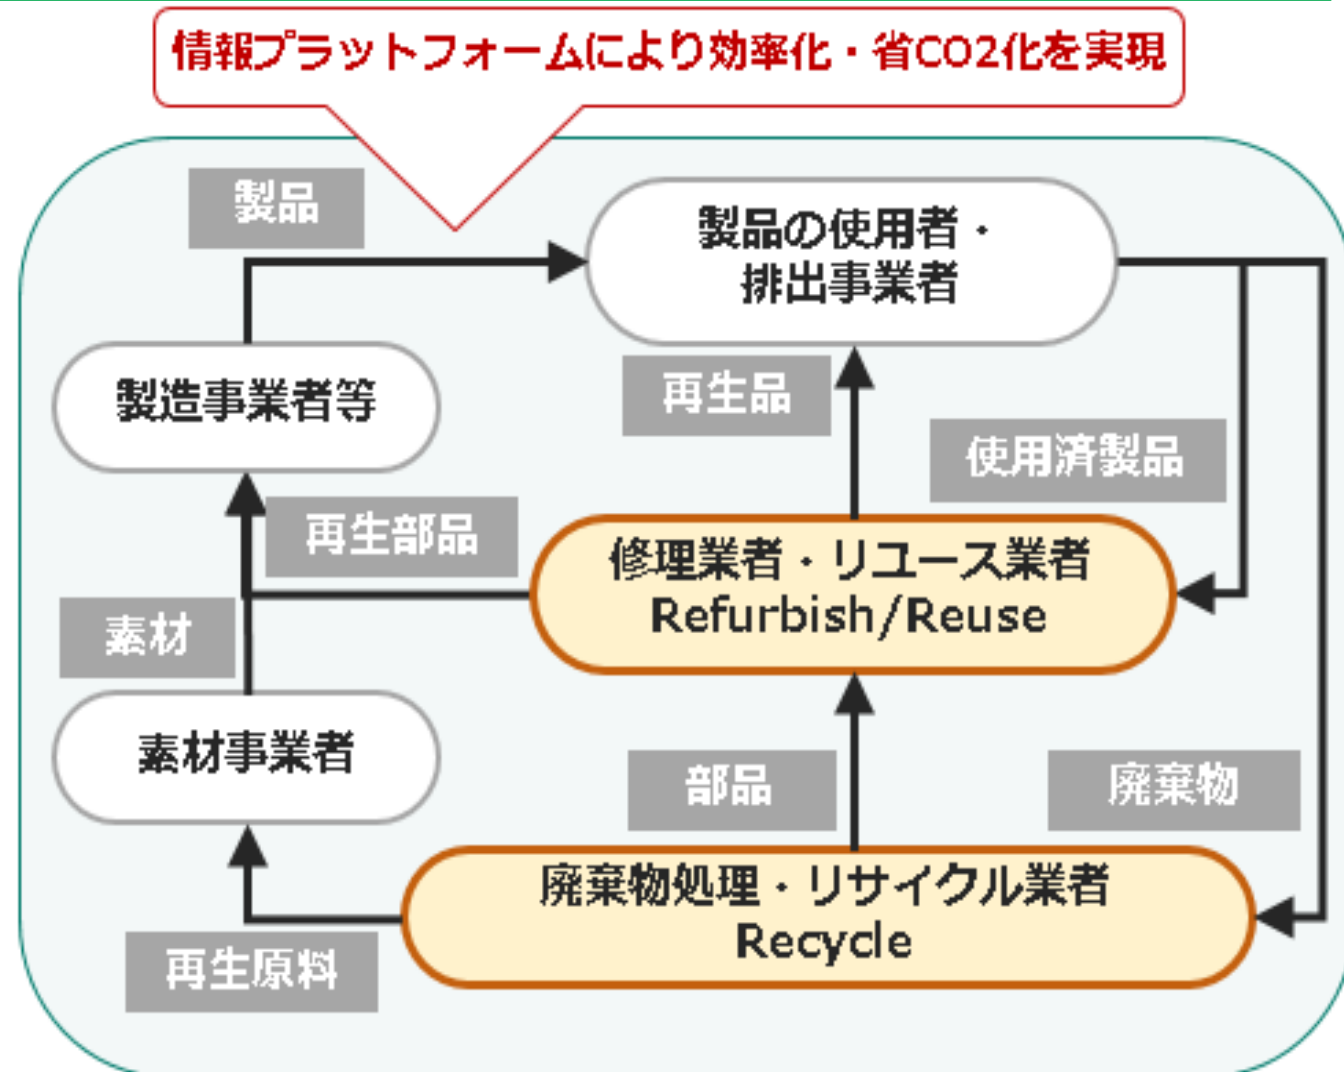 情報プラットフォームにより効率化・省CO2化を実現
製品
製品の使用者・
排出事業者
製造事業者等
再生品
使用済製品
再生部品
修理業者・リユース業者
Refurbish/Reuse
素材
素材事業者
部品
廃棄物
廃棄物処理・リサイクル業者
Recycle
再生原料